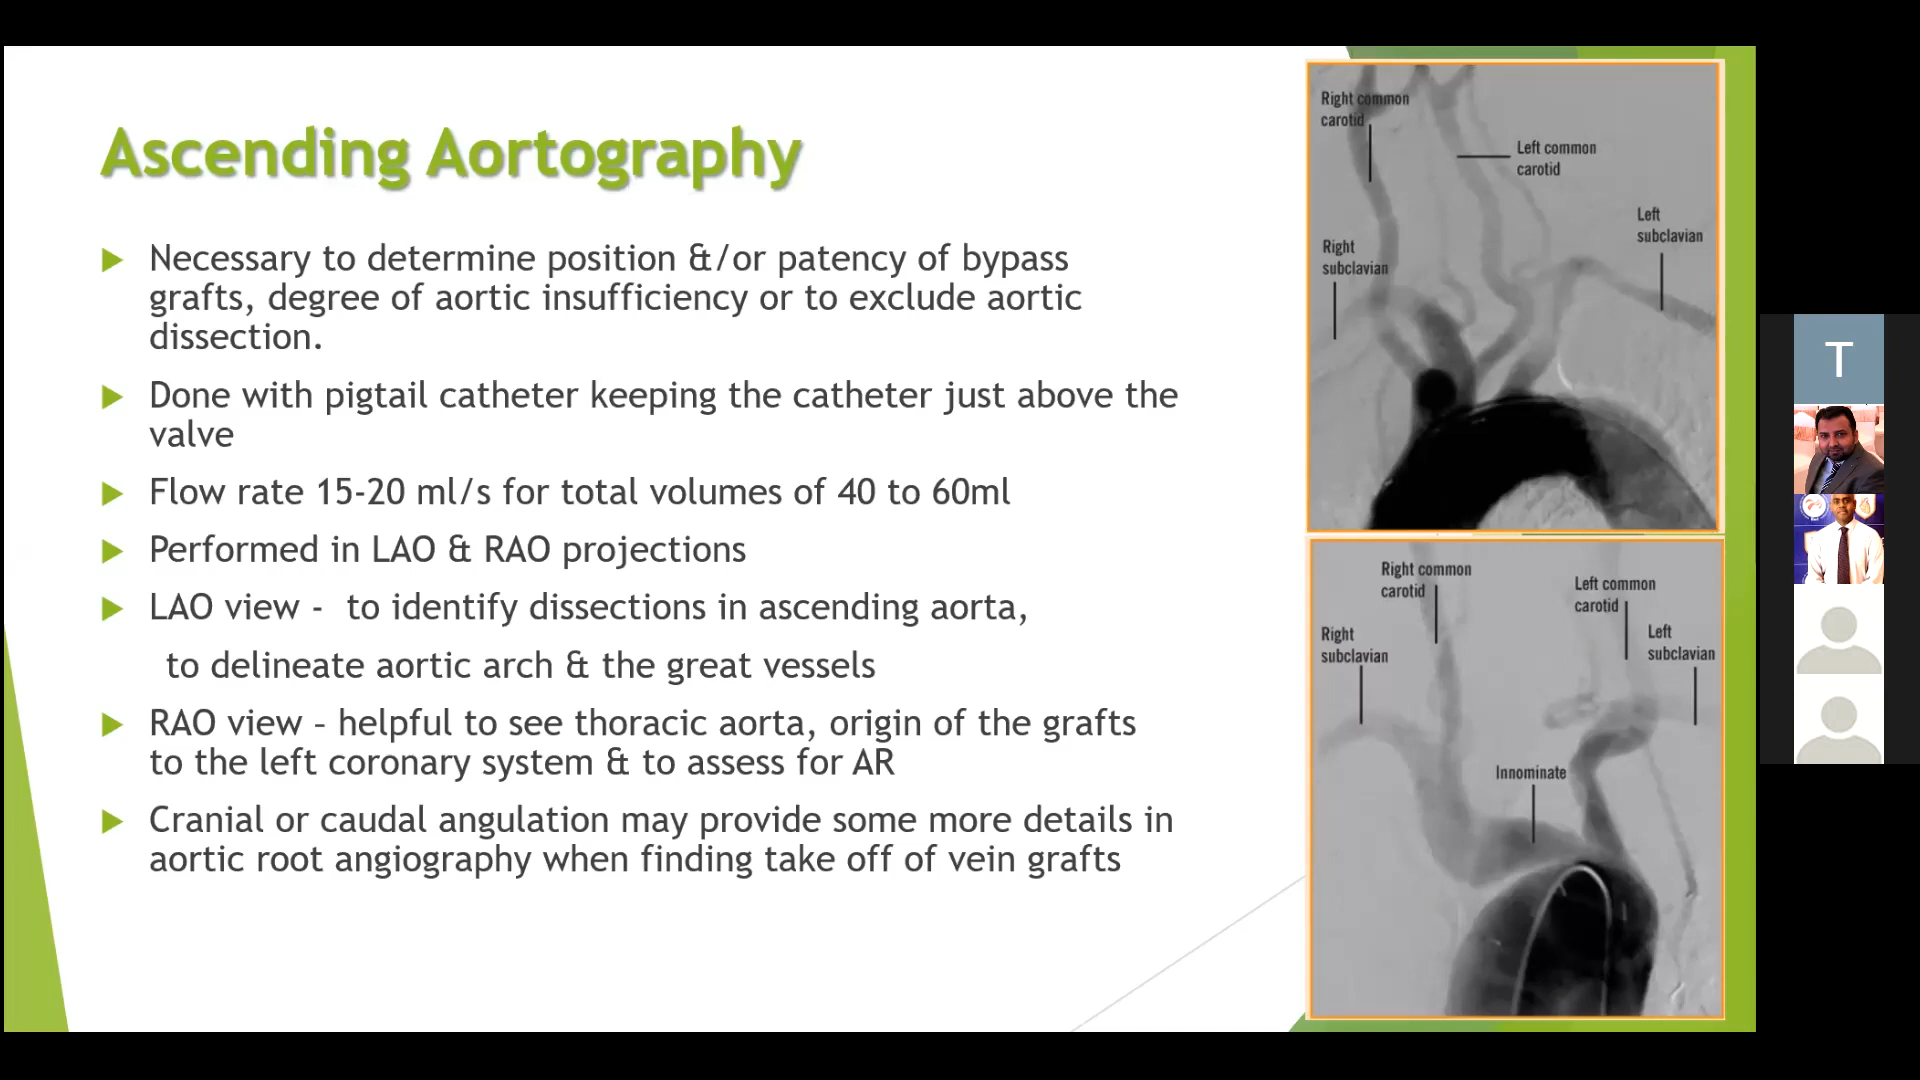 Ascending Aortography
Necessary to determine position &/or patency of bypass
grafts, degree of aortic insufficiency or to exclude aortic
dissection.
Done with pigtail catheter keeping the catheter just above the
valve
Flow rate 15-20 ml/s for total volumes of 40 to 60ml
Performed in LAO & RAO projections
LAO view -  to identify dissections in ascending aorta,
to delineate aortic arch & the great vessels
RAO view – helpful to see thoracic aorta, origin of the grafts
to the left coronary system & to assess for AR
Cranial or caudal angulation may provide some more details in
aortic root angiography when finding take off of vein grafts
Right common
carotid
Left common
carotid
Left
subclavian
Right
subclavian
Right common
carotid
Left common
carotid
Right
subclavian
Left
subclavian
Innominate
T